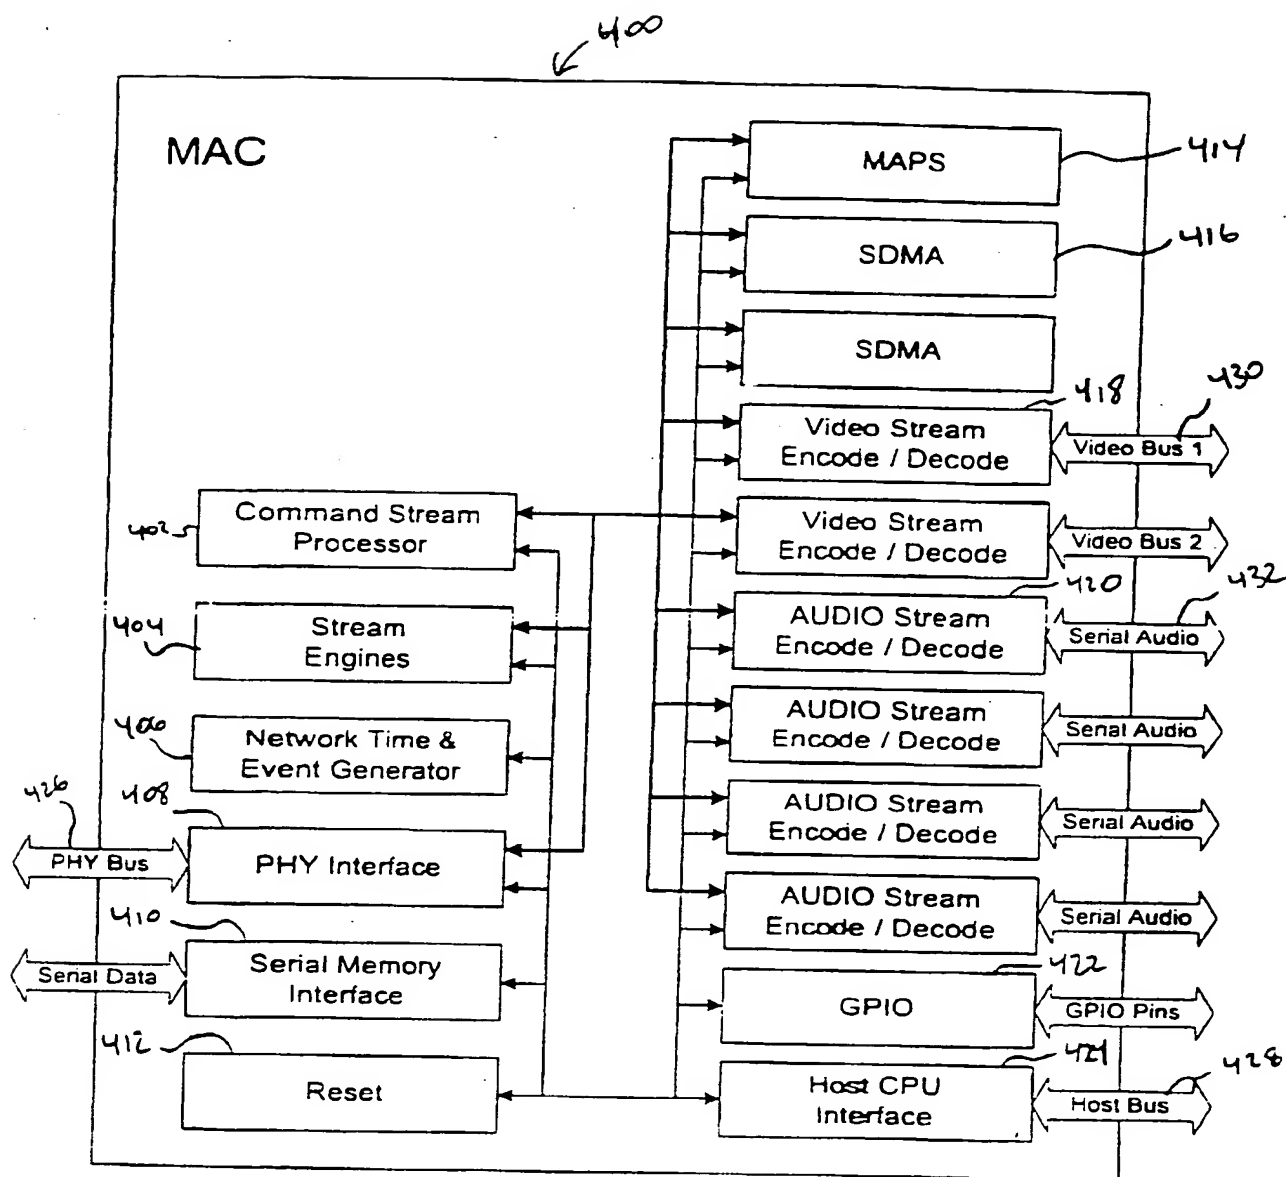 400
MAC
MAPS
414
SDMA
416
SDMA
418
430
Video Stream
Encode / Decode
Video Bus 1
402
Command Stream
Processor
Video Stream
Encode / Decode
Video Bus 2
420
432
404
Stream
Engines
AUDIO Stream
Encode / Decode
Serial Audio
406
Network Time &
Event Generator
AUDIO Stream
Encode / Decode
Serial Audio
426
408
PHY Bus
PHY Interface
AUDIO Stream
Encode / Decode
Serial Audio
410
AUDIO Stream
Encode / Decode
Serial Audio
Serial Data
Serial Memory
Interface
422
GPIO
GPIO Pins
412
Reset
424
428
Host CPU
Interface
Host Bus